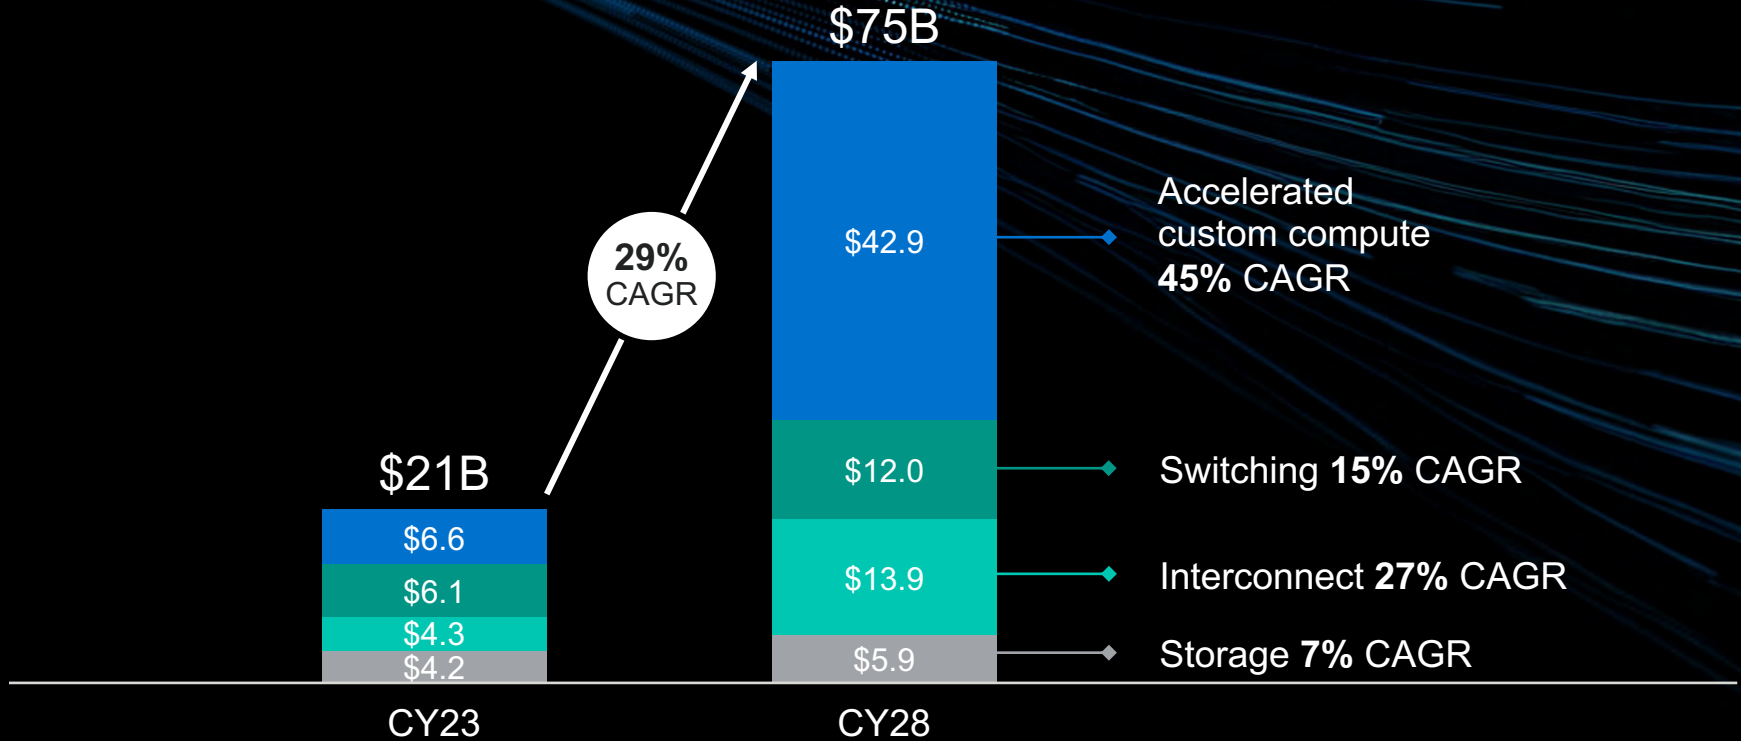 $75B
$42.9
Accelerated
custom compute
45% CAGR
29%
CAGR
$21B
$12.0
Switching 15% CAGR
$6.6
$6.1
$13.9
Interconnect 27% CAGR
$4.3
$4.2
$5.9
Storage 7% CAGR
CY23
CY28